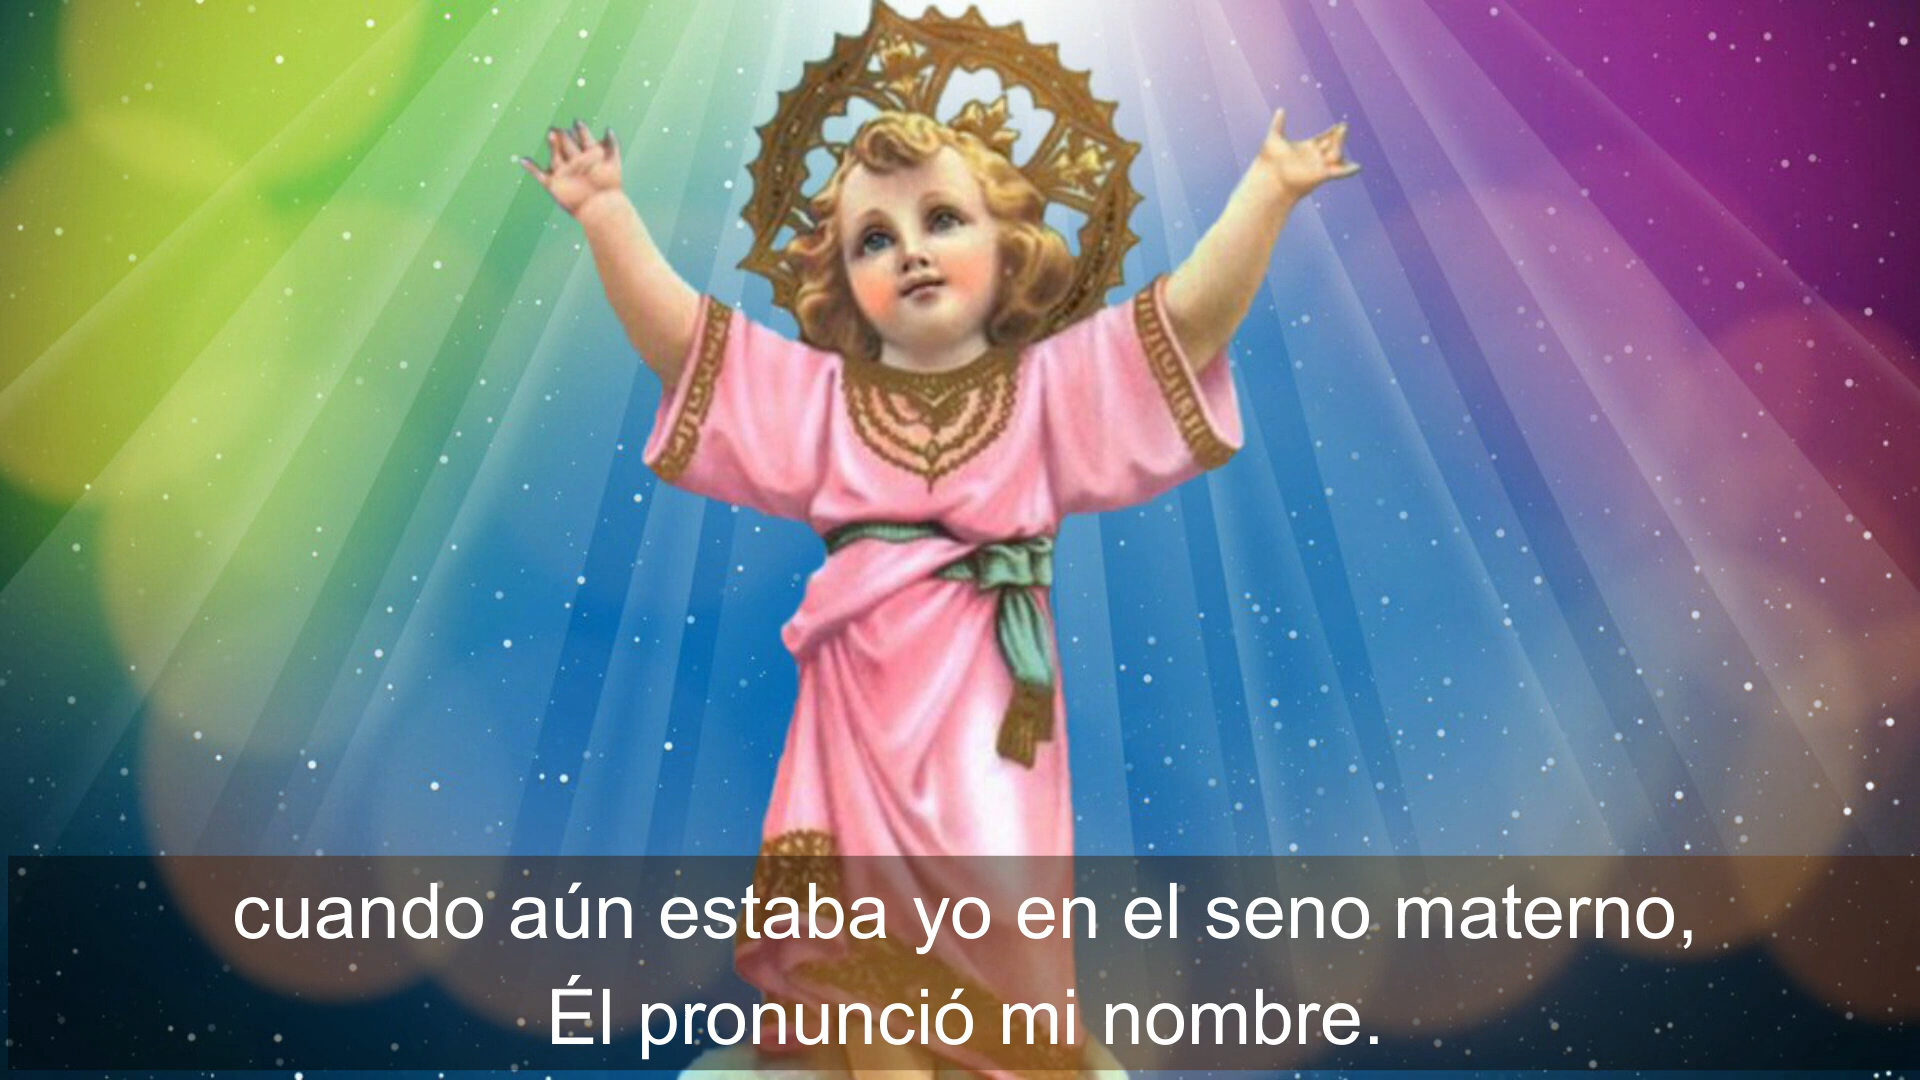 cuando aún estaba yo en el seno materno,
Él pronunció mi nombre.